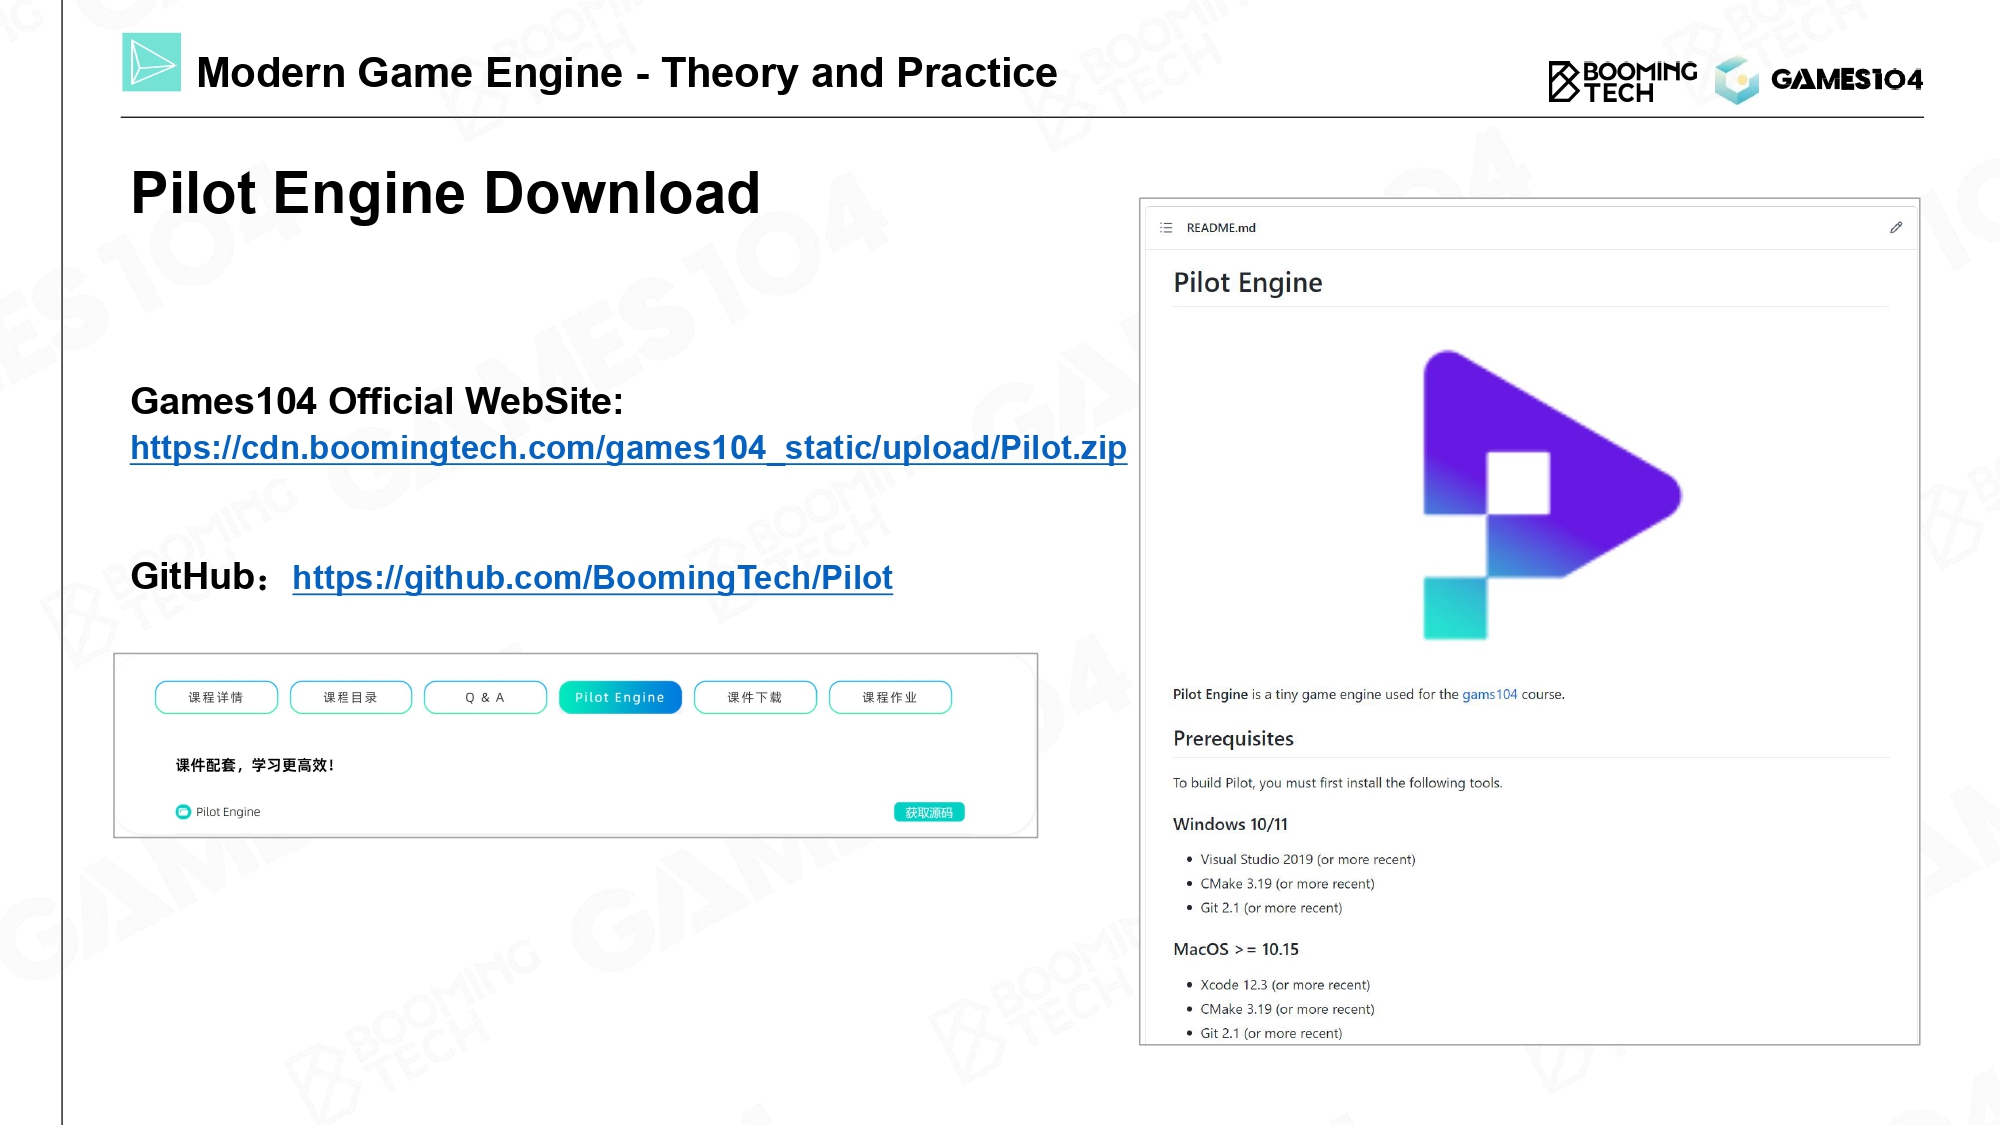 Modern Game Engine - Theory and Practice
BOOMING
TECH
GAMES104
Pilot Engine Download
Games104 Official WebSite:
https://cdn.boomingtech.com/games104_static/upload/Pilot.zip
GitHub：https://github.com/BoomingTech/Pilot
课程详情
课程目录
Q & A
Pilot Engine
课件下载
课程作业
课件配套，学习更高效！
Pilot Engine
获取源码
README.md
Pilot Engine
Pilot Engine is a tiny game engine used for the gams104 course.
Prerequisites
To build Pilot, you must first install the following tools.
Windows 10/11
• Visual Studio 2019 (or more recent)
• CMake 3.19 (or more recent)
• Git 2.1 (or more recent)
MacOS >= 10.15
• Xcode 12.3 (or more recent)
• CMake 3.19 (or more recent)
• Git 2.1 (or more recent)